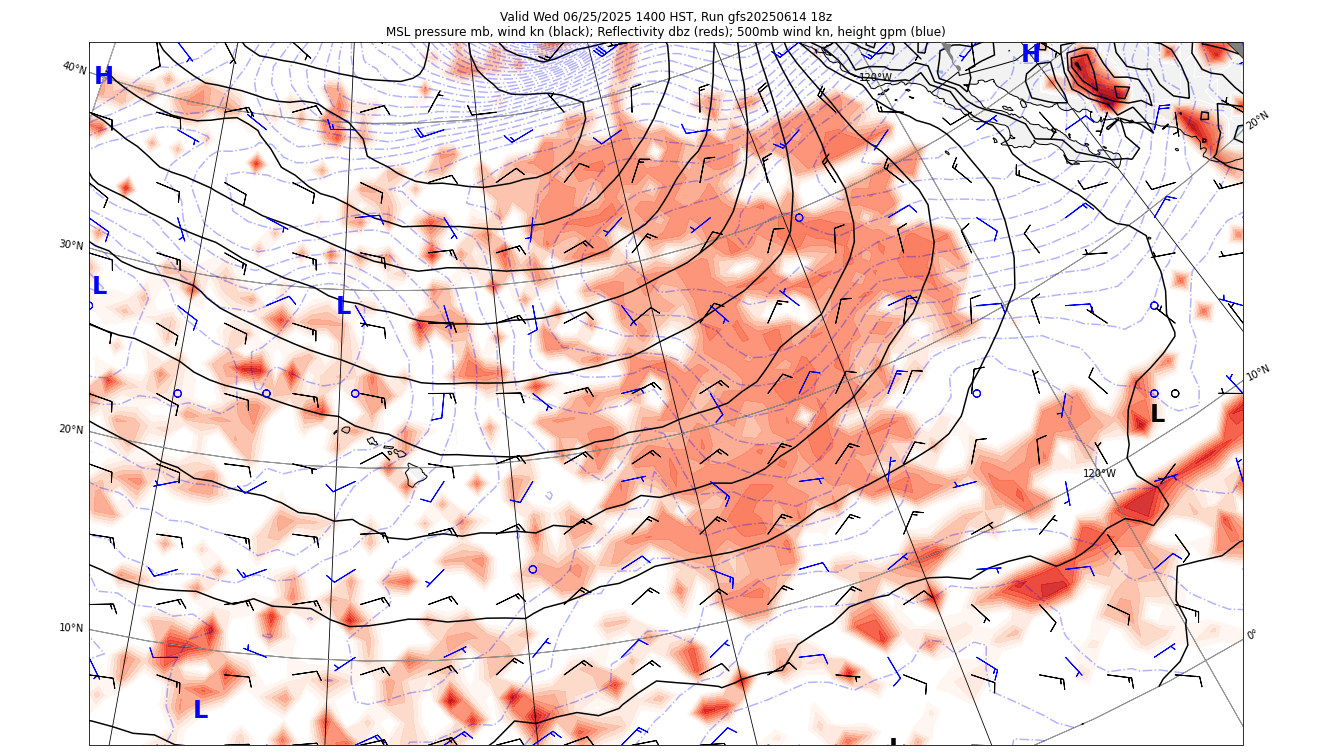 Valid Wed 06/25/2025 1400 HST, Run gfs20250614 18z
MSL pressure mb, wind kn (black); Reflectivity dbz (reds); 500mb wind kn, height gpm (blue)
H
H
40°N
120°W
20°N
30°N
L
L
10°N
L
20°N
120°W
10°N
0°
L